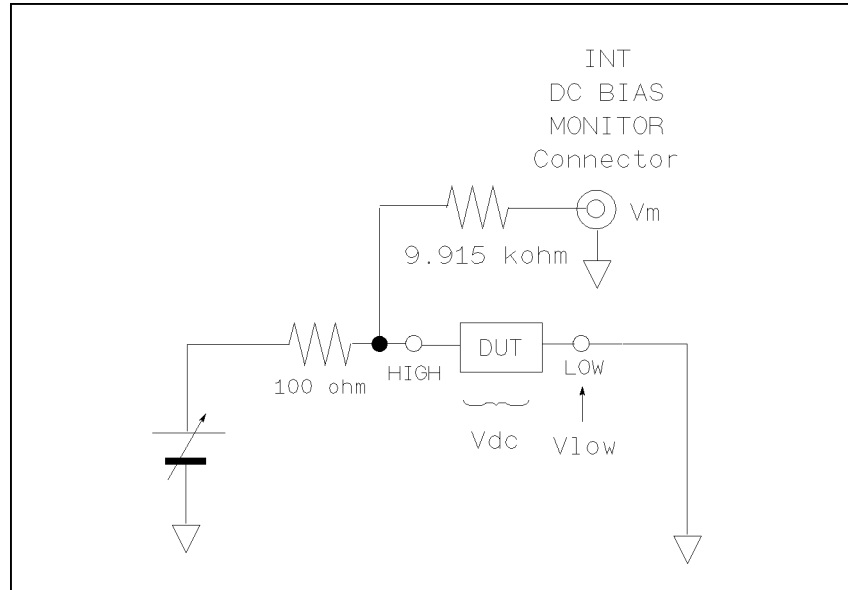 INT
DC BIAS
MONITOR
Connector
Vm
9.915 kohm
100 ohm
HIGH
DUT
LOW
Vdc
Vlow